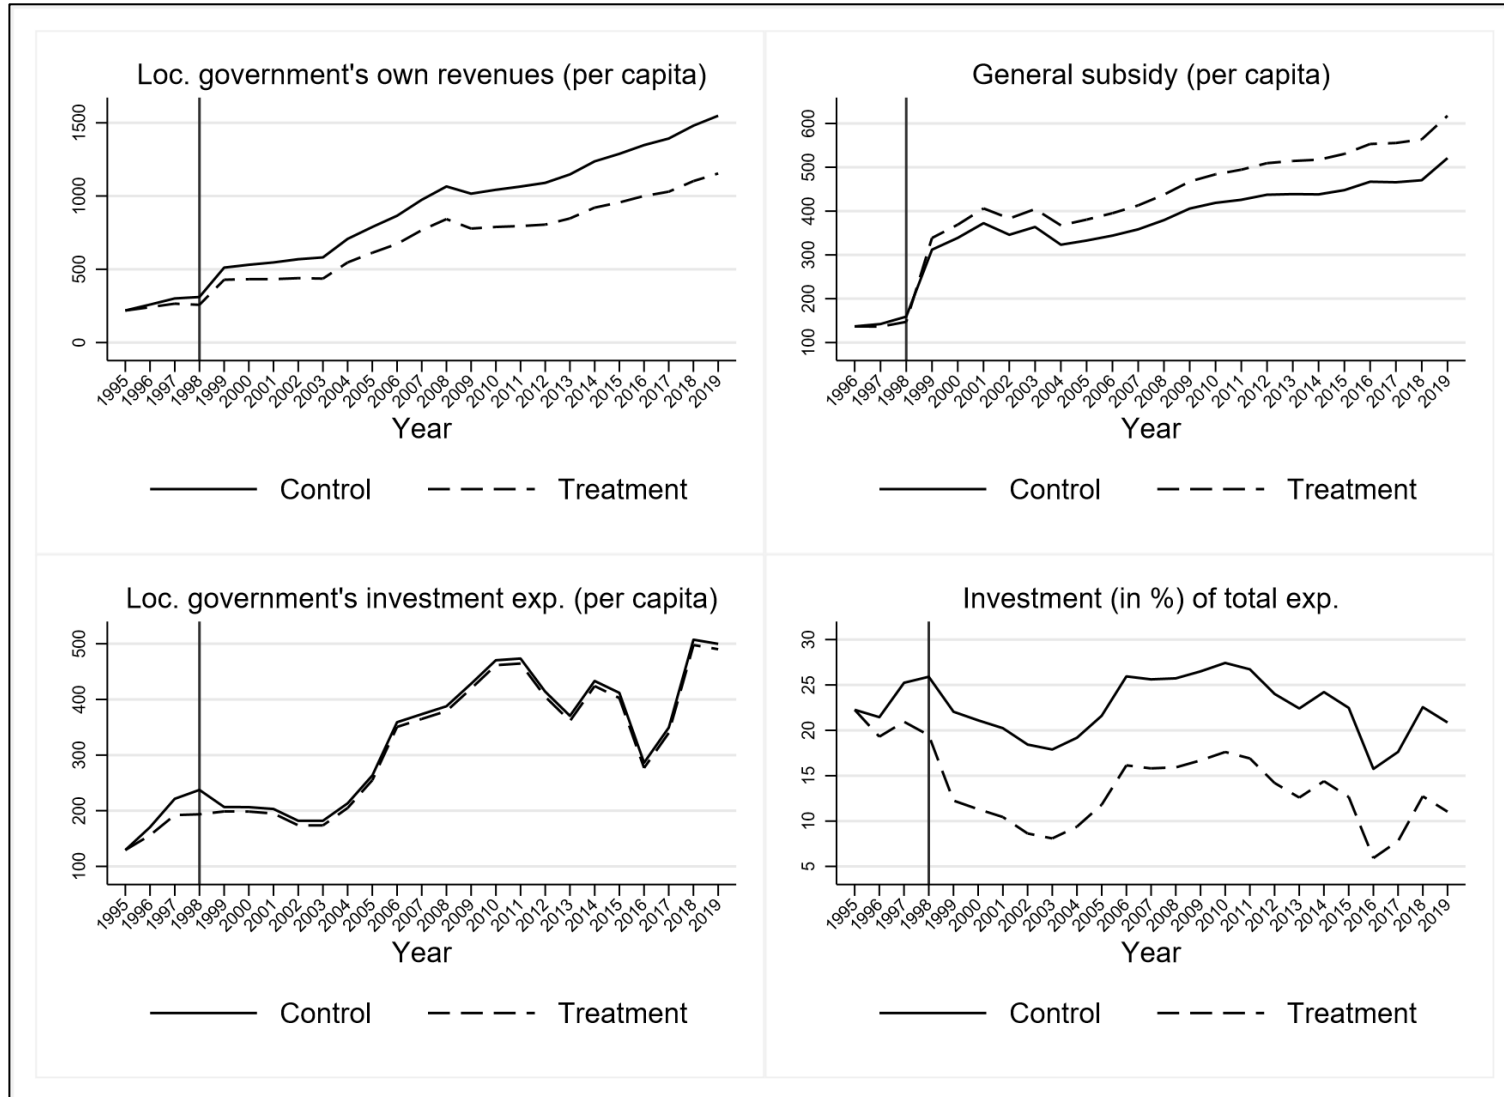 Loc. government's own revenues (per capita)
1500
1000
500
0
1995 1996 1997 1998 1999 2000 2001 2002 2003 2004 2005 2006 2007 2008 2009 2010 2011 2012 2013 2014 2015 2016 2017 2018 2019
Year
Control Treatment
General subsidy (per capita)
600
500
400
300
200
100
1996 1997 1998 1999 2000 2001 2002 2003 2004 2005 2006 2007 2008 2009 2010 2011 2012 2013 2014 2015 2016 2017 2018 2019
Year
Control Treatment
Loc. government's investment exp. (per capita)
500
400
300
200
100
1995 1996 1997 1998 1999 2000 2001 2002 2003 2004 2005 2006 2007 2008 2009 2010 2011 2012 2013 2014 2015 2016 2017 2018 2019
Year
Control Treatment
Investment (in %) of total exp.
30
25
20
15
10
5
1995 1996 1997 1998 1999 2000 2001 2002 2003 2004 2005 2006 2007 2008 2009 2010 2011 2012 2013 2014 2015 2016 2017 2018 2019
Year
Control Treatment